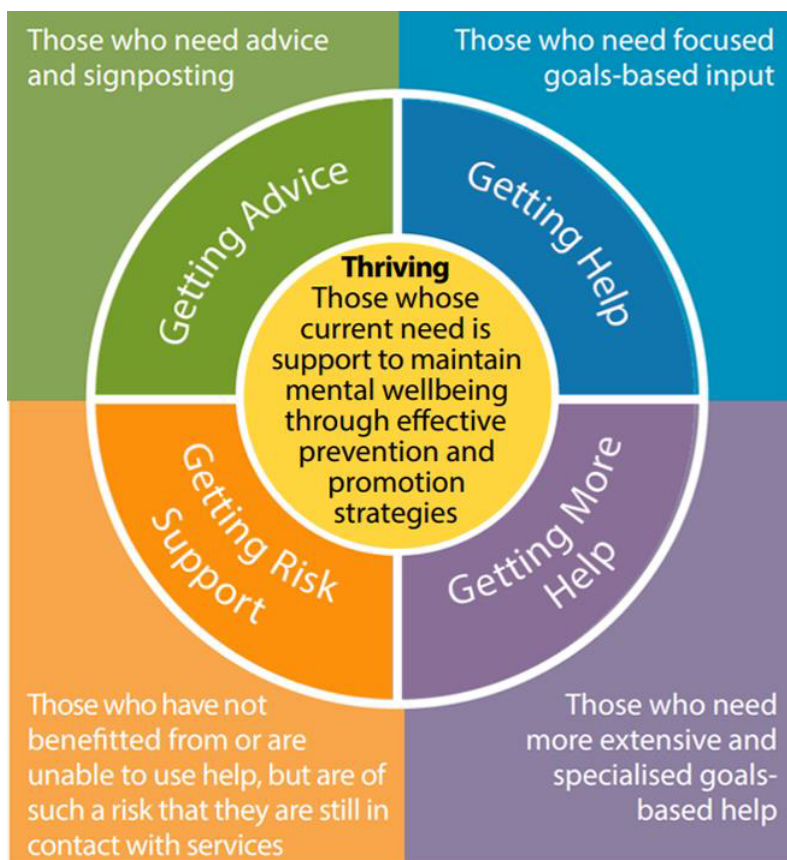 Those who need advice
and signposting
Those who need focused
goals-based input
Getting Advice
Getting Help
Thriving
Those whose
current need is
support to maintain
mental wellbeing
through effective
prevention and
promotion
strategies
Getting Risk
Support
Getting More
Help
Those who have not
benefitted from or are
unable to use help, but are of
such a risk that they are still in
contact with services
Those who need
more extensive and
specialised goals-
based help